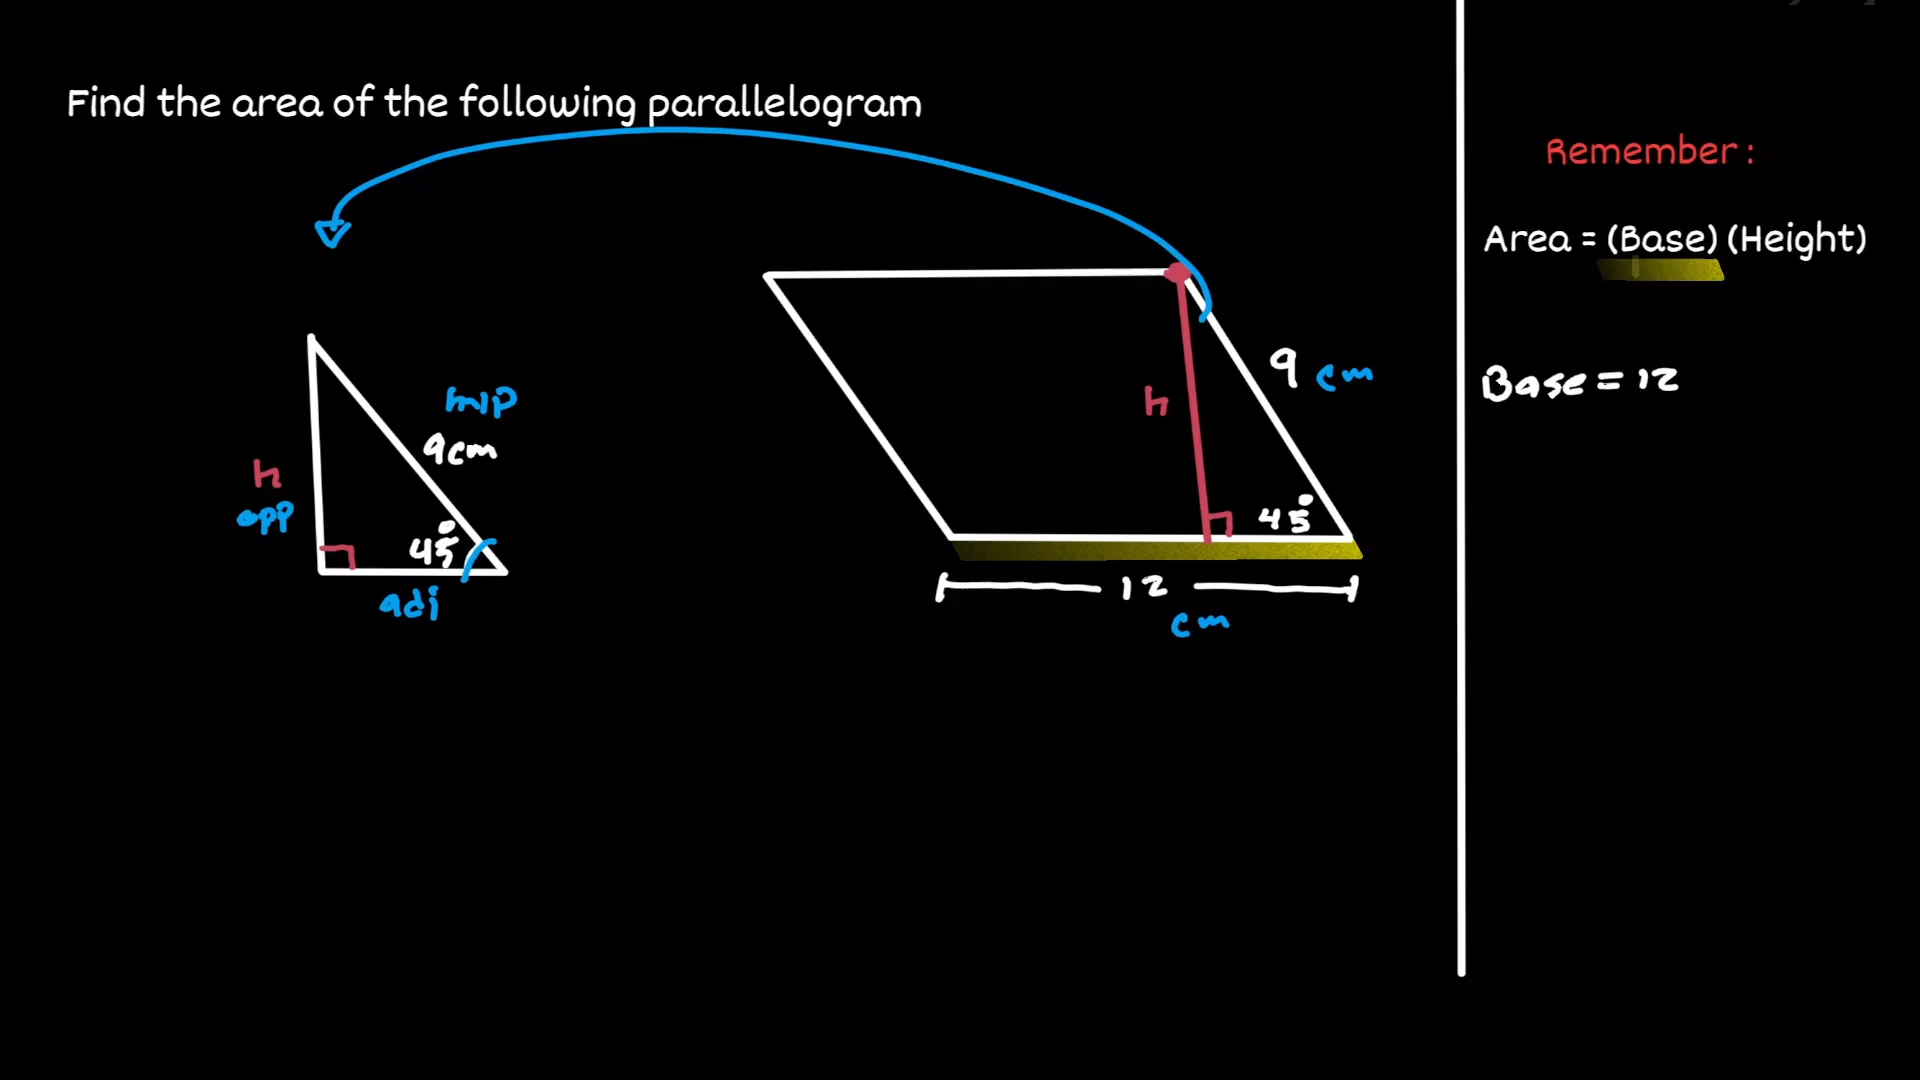 Find the area of the following parallelogram
Remember :
Area = (Base) (Height)
Base = 12
hip
9cm
h
opp
45°
adj
h
9 cm
45°
12
cm